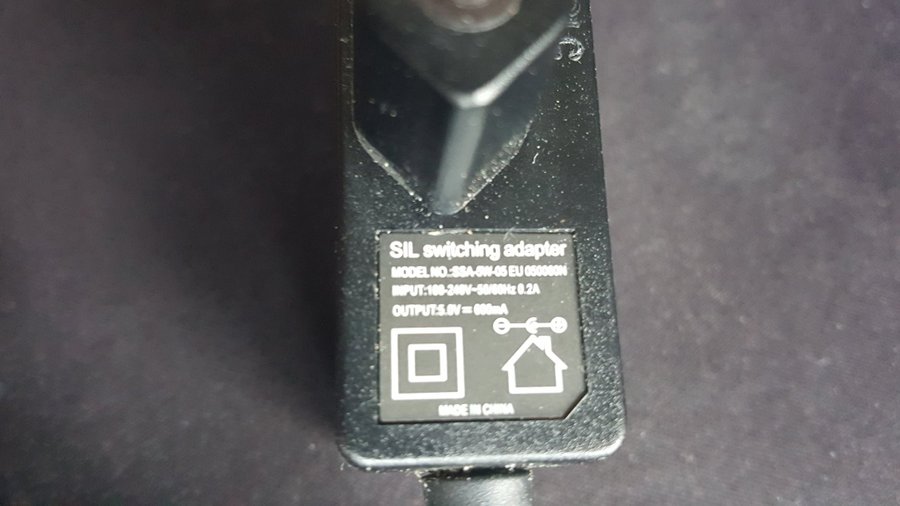 SIL switching adapter
MODEL NO.:SSA-5W-05 EU 050060N
INPUT:100-240V~50/60Hz 0.2A
OUTPUT:5.0V⎓600mA
MADE IN CHINA